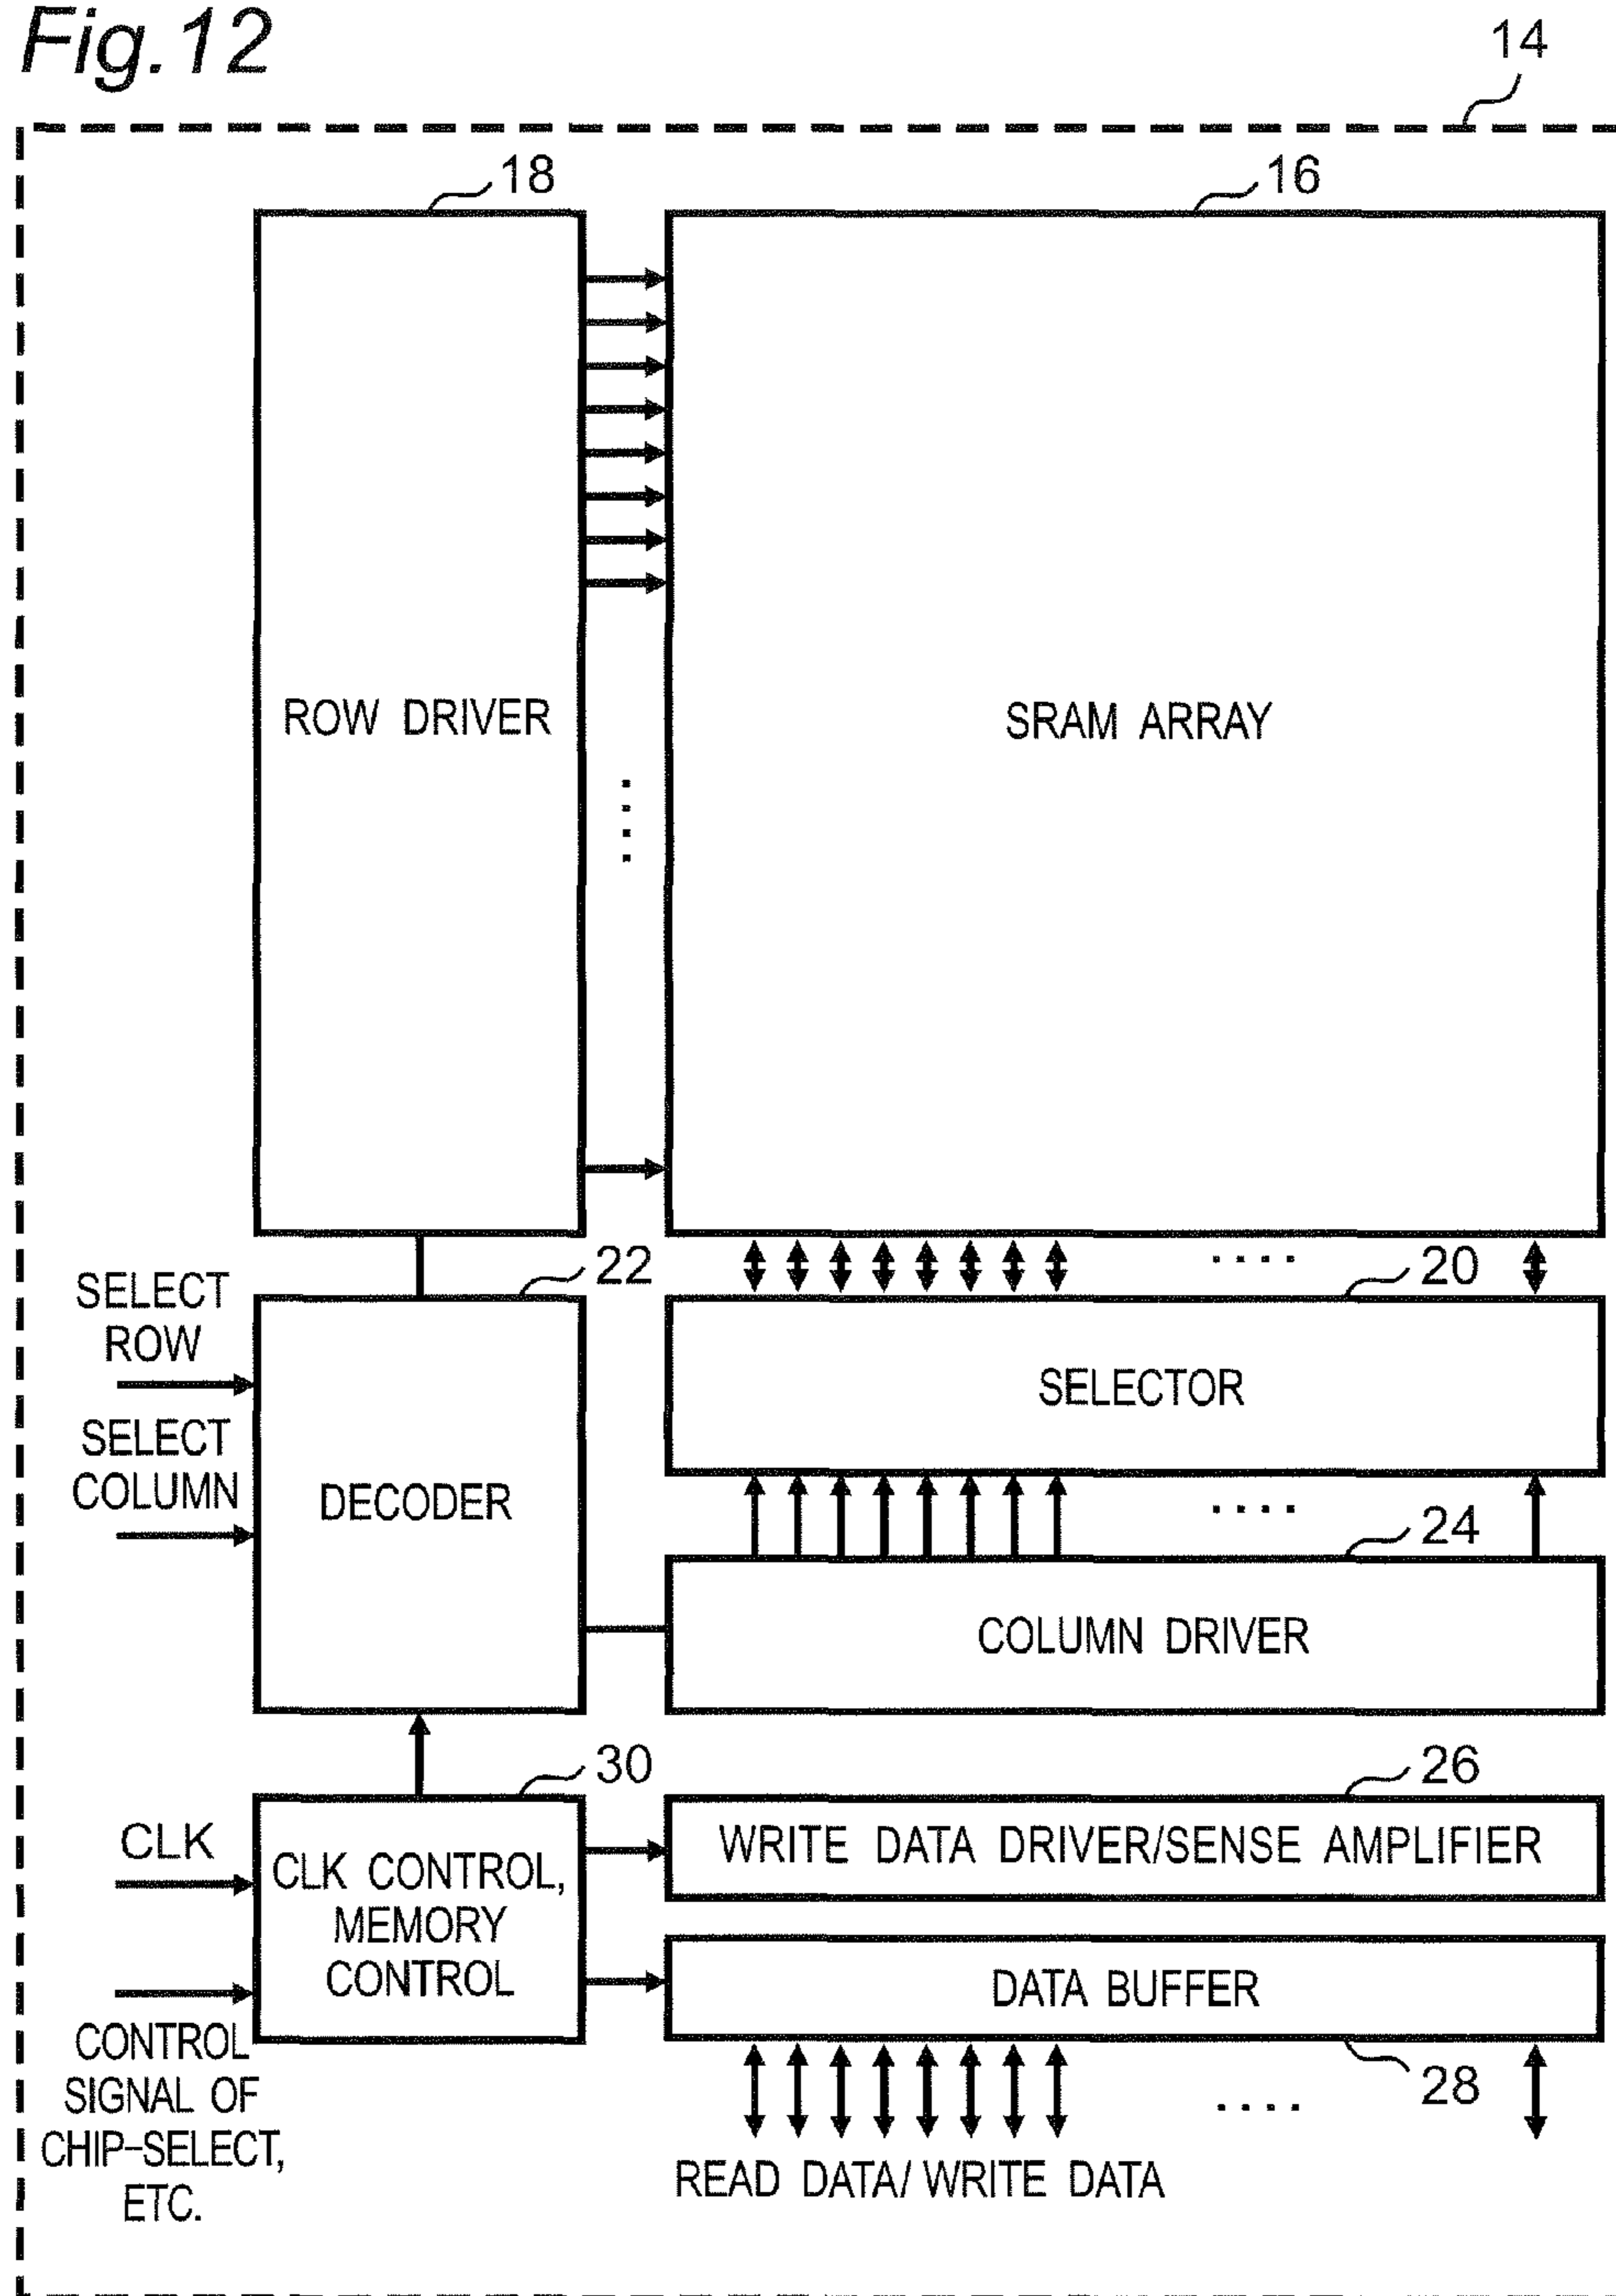 Fig.12
14
18
16
ROW DRIVER
SRAM ARRAY
....
22
....
20
SELECT
ROW
SELECTOR
SELECT
COLUMN
DECODER
....
24
COLUMN DRIVER
30
26
CLK
WRITE DATA DRIVER/SENSE AMPLIFIER
CLK CONTROL,
MEMORY
CONTROL
DATA BUFFER
CONTROL
SIGNAL OF
CHIP-SELECT,
ETC.
....
28
READ DATA/ WRITE DATA